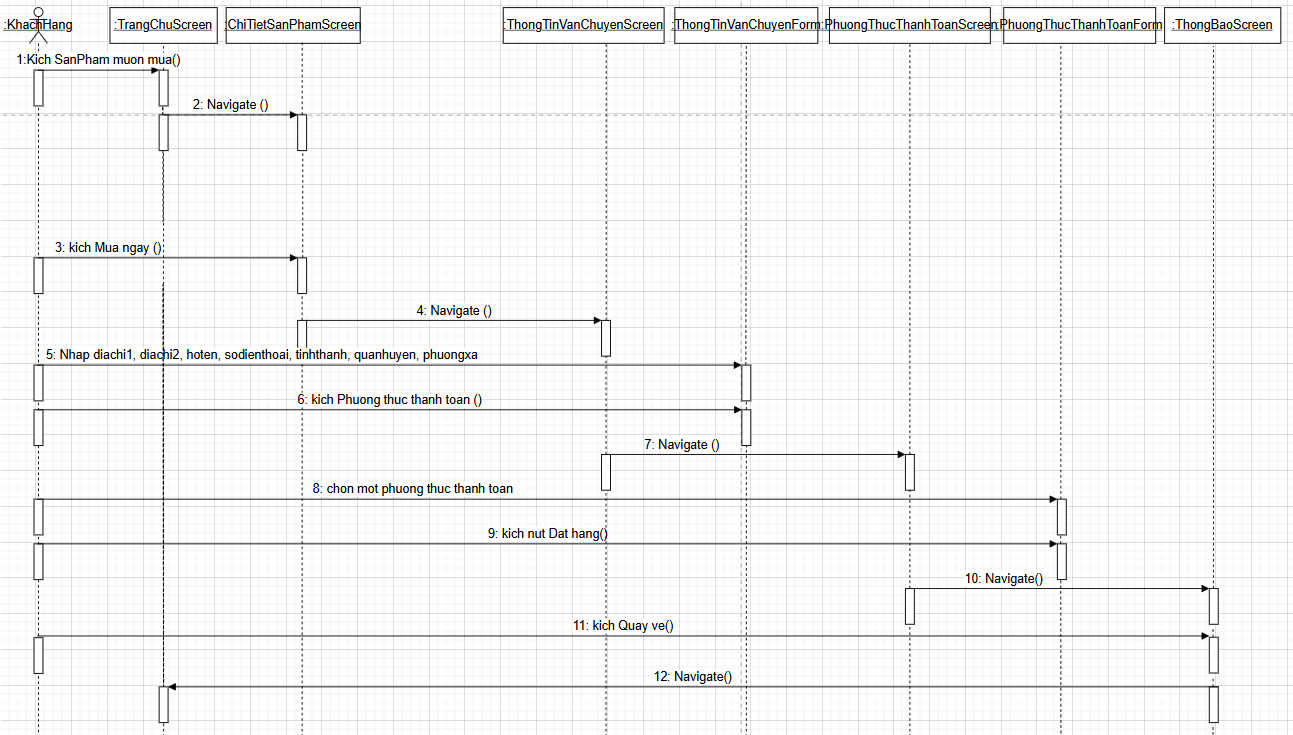 :KhachHang
:TrangChuScreen
:ChiTietSanPhamScreen
:ThongTinVanChuyenScreen
:ThongTinVanChuyenForm
:PhuongThucThanhToanScreen
:PhuongThucThanhToanForm
:ThongBaoScreen
1:Kich SanPham muon mua()
2: Navigate ()
3: kich Mua ngay ()
4: Navigate ()
5: Nhap diachi1, diachi2, hoten, sodienthoai, tinhthanh, quanhuyen, phuongxa
6: kich Phuong thuc thanh toan ()
7: Navigate ()
8: chon mot phuong thuc thanh toan
9: kich nut Dat hang()
10: Navigate()
11: kich Quay ve()
12: Navigate()